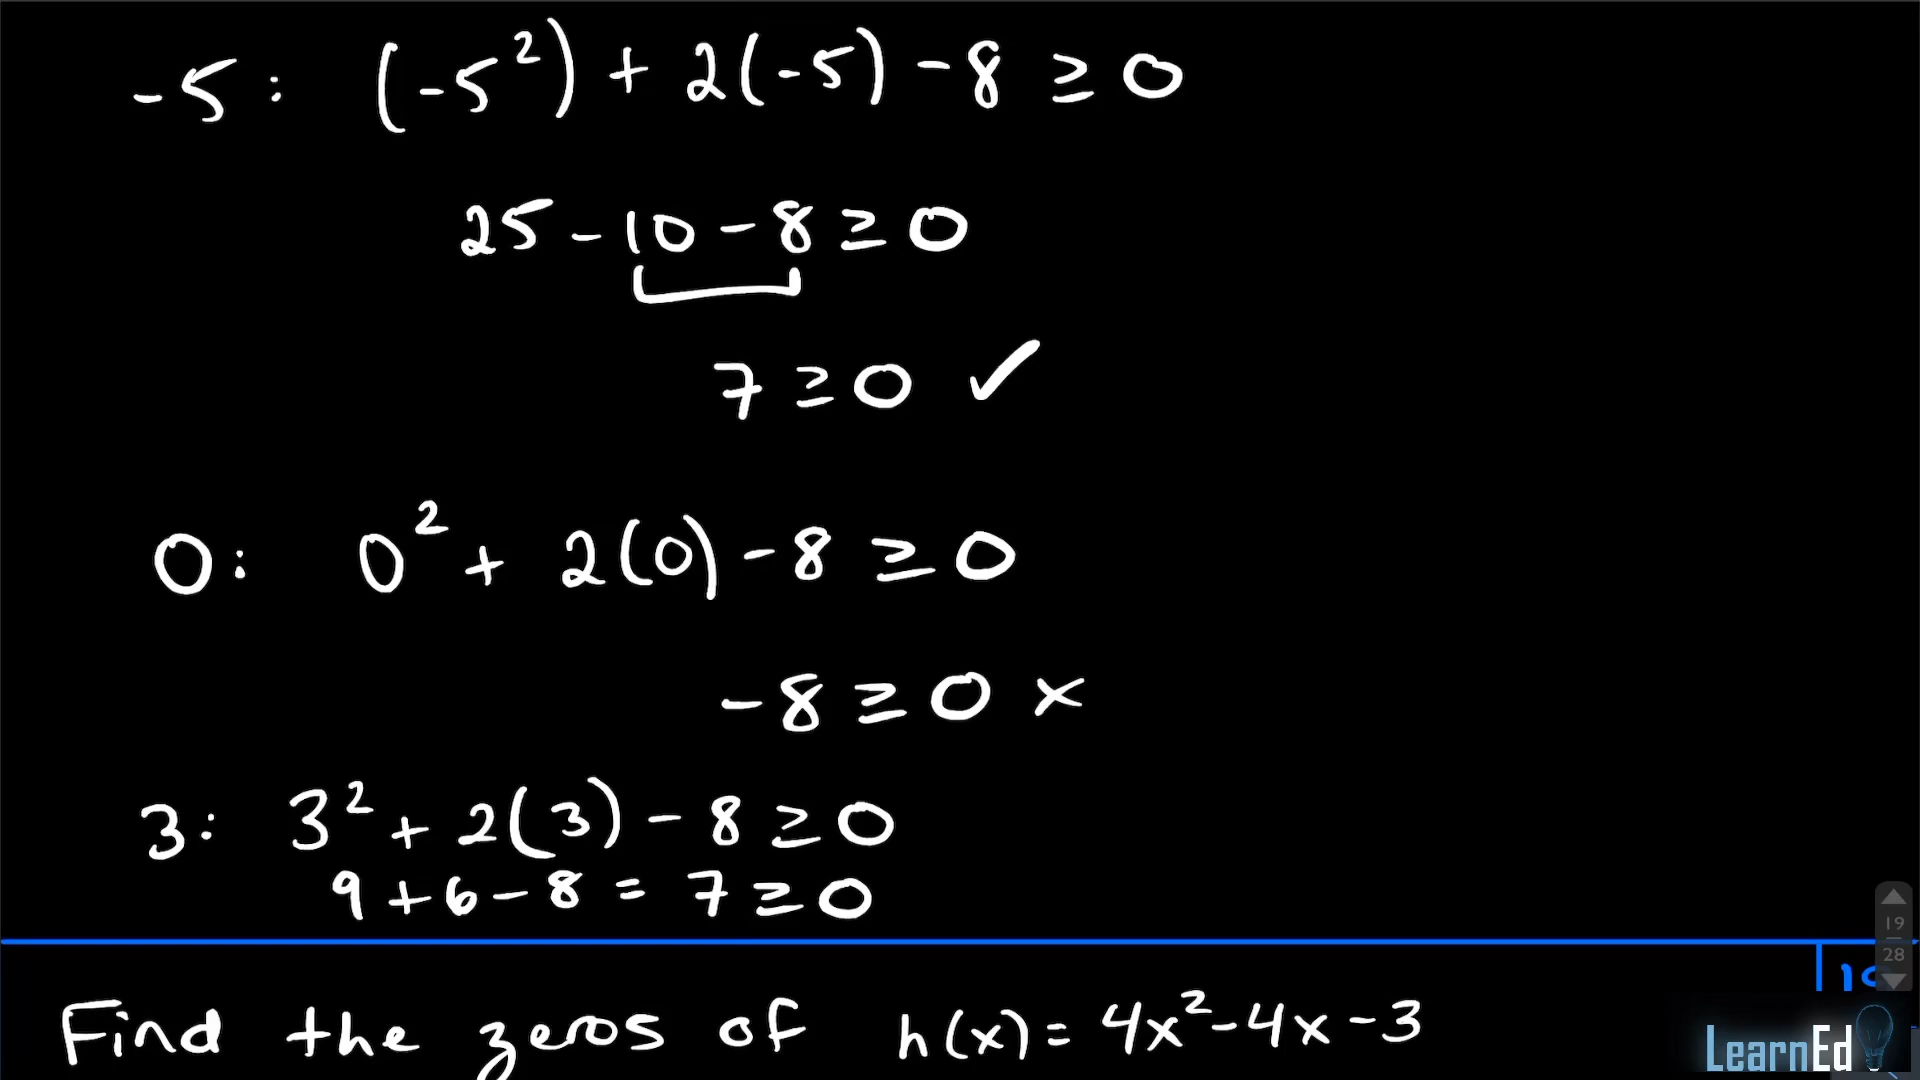 -5: (-5²) + 2(-5) - 8 ≥ 0
25 - 10 - 8 ≥ 0
7 ≥ 0 ✓
0: 0² + 2(0) - 8 ≥ 0
-8 ≥ 0 ×
3: 3² + 2(3) - 8 ≥ 0
9 + 6 - 8 = 7 ≥ 0
19
28
Find the zeros of h(x) = 4x² - 4x - 3
LearnEd